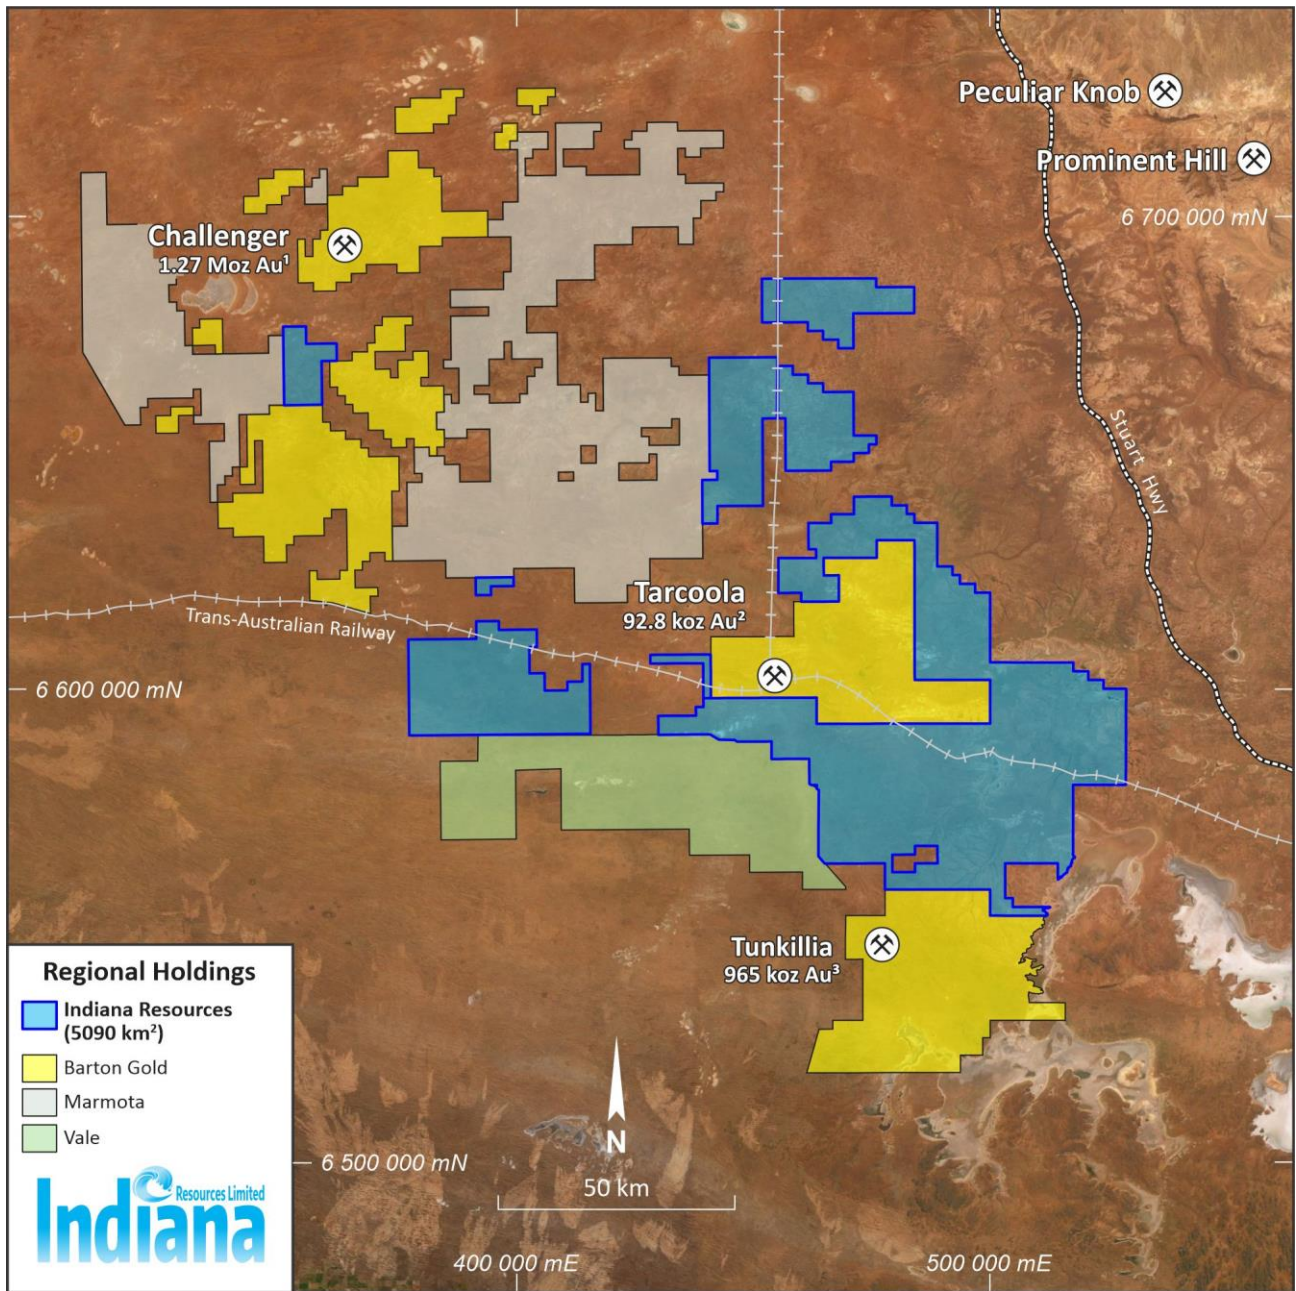 Peculiar Knob
Prominent Hill
6 700 000 mN
Challenger
1.27 Moz Au¹
Stuart Hwy
Tarcoola
92.8 koz Au²
Trans-Australian Railway
6 600 000 mN
Tunkillia
965 koz Au³
Regional Holdings
Indiana Resources
(5090 km²)
Barton Gold
Marmota
Vale
Resources Limited
Indiana
N
6 500 000 mN
50 km
400 000 mE
500 000 mE